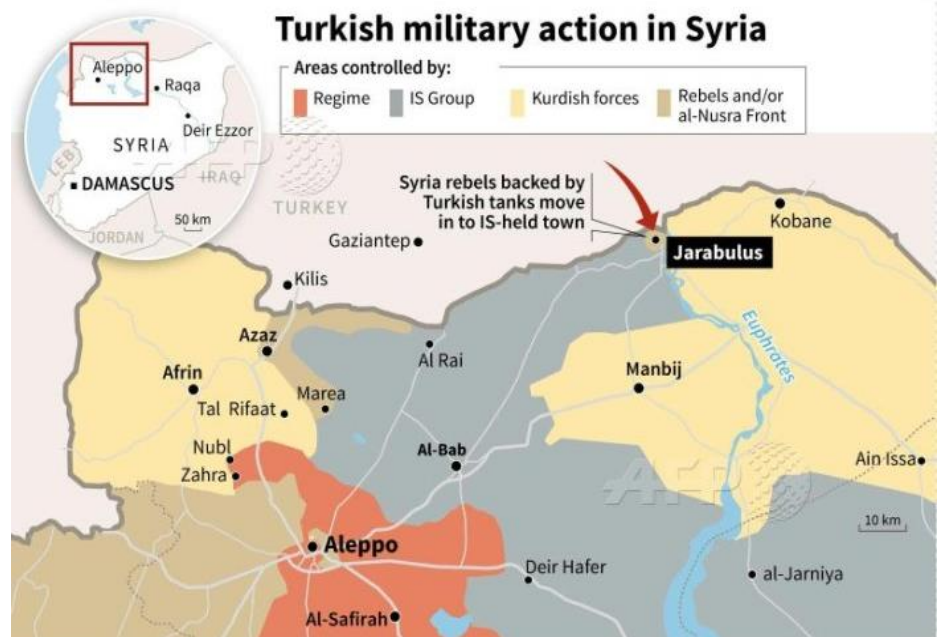 Turkish military action in Syria
Areas controlled by:
Regime
IS Group
Kurdish forces
Rebels and/or
al-Nusra Front
Aleppo
Raqa
Deir Ezzor
SYRIA
LEB
IRAQ
DAMASCUS
JORDAN
50 km
AFP
TURKEY
Syria rebels backed by
Turkish tanks move
in to IS-held town
Gaziantep
Kobane
Jarabulus
Kilis
Azaz
Euphrates
Al Rai
Afrin
Manbij
Marea
Tal Rifaat
Nubl
Al-Bab
Zahra
Ain Issa
AFP
10 km
Aleppo
Deir Hafer
al-Jarniya
Al-Safirah